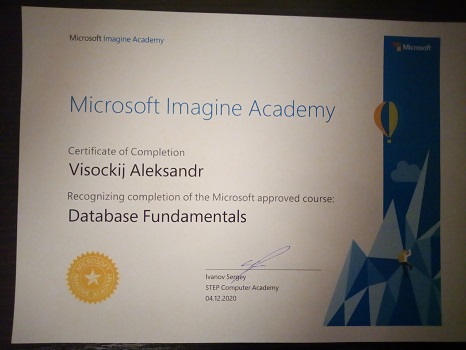 Microsoft Imagine Academy
Microsoft
Microsoft Imagine Academy
Certificate of Completion
Visockij Aleksandr
Recognizing completion of the Microsoft approved course:
Database Fundamentals
Ivanov Sergey
STEP Computer Academy
04.12.2020